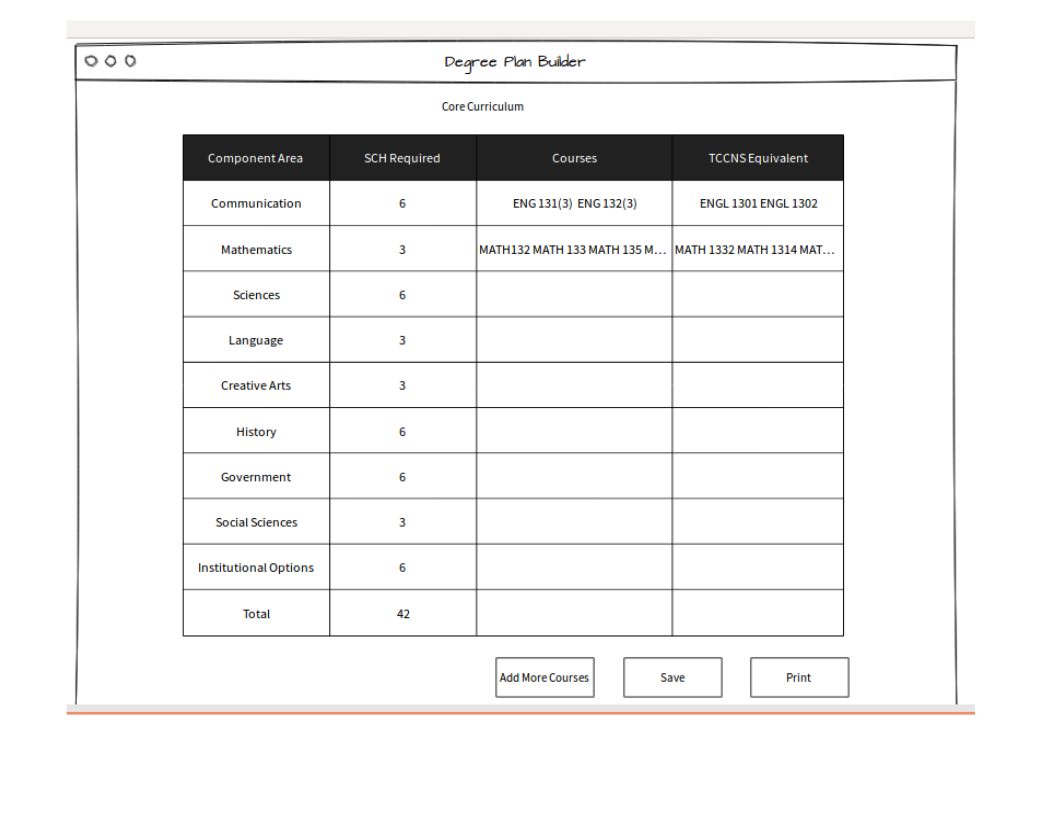 Degree Plan Builder
Core Curriculum
Component Area SCH Required Courses TCCNS Equivalent
Communication 6 ENG 131(3) ENG 132(3) ENGL 1301 ENGL 1302
Mathematics 3 MATH132 MATH 133 MATH 135 M... MATH 1332 MATH 1314 MAT...
Sciences 6
Language 3
Creative Arts 3
History 6
Government 6
Social Sciences 3
Institutional Options 6
Total 42
Add More Courses Save Print